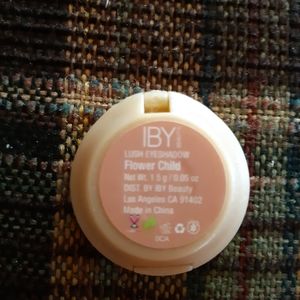 IBY
LUSH EYESHADOW
Flower Child
Net Wt. 1.5 g / 0.05 oz
DIST. BY IBY Beauty
Los Angeles CA 91402
Made in China